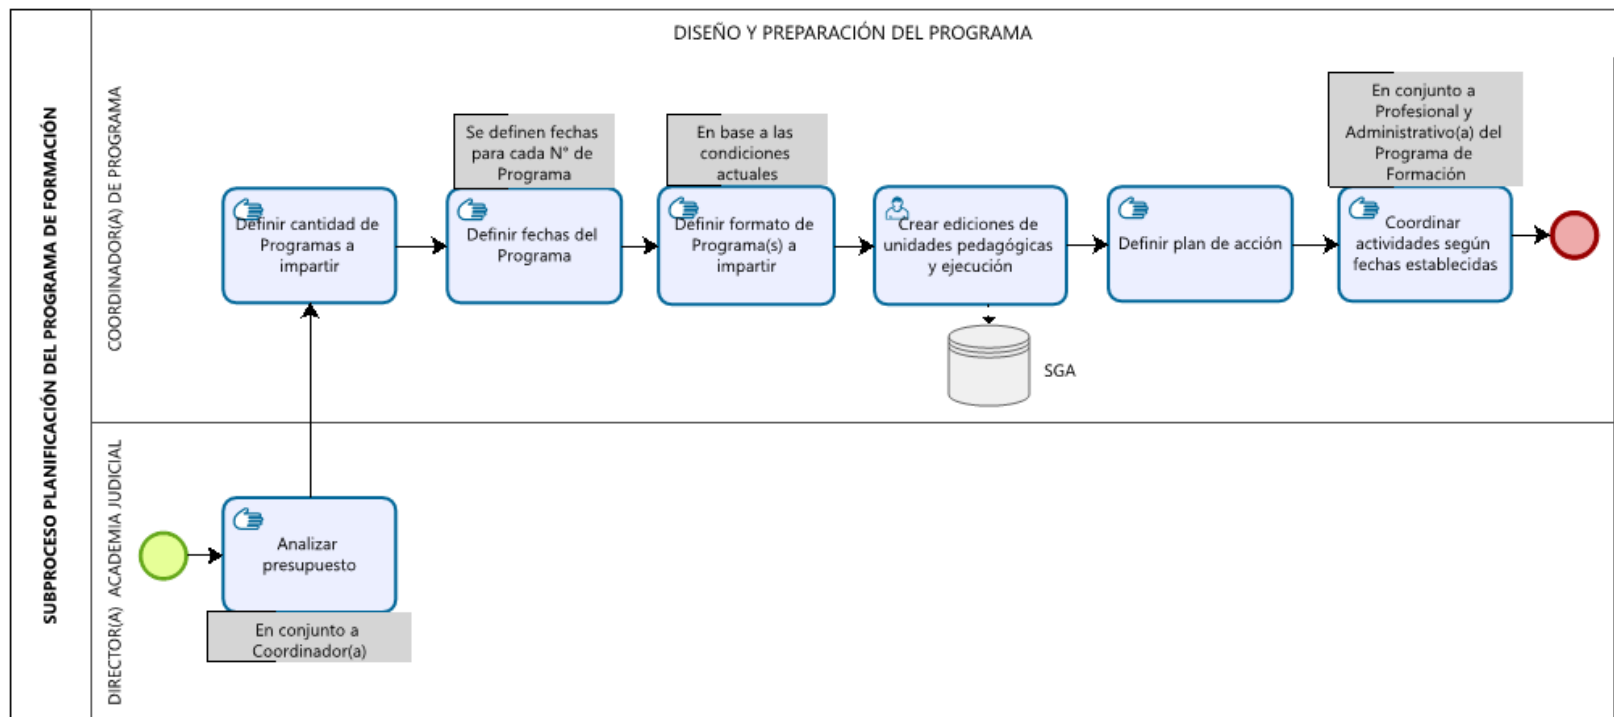 DISEÑO Y PREPARACIÓN DEL PROGRAMA
SUBPROCESO PLANIFICACIÓN DEL PROGRAMA DE FORMACIÓN
COORDINADOR(A) DE PROGRAMA
Definir cantidad de
Programas a
impartir
Se definen fechas
para cada N° de
Programa
Definir fechas del
Programa
En base a las
condiciones
actuales
Definir formato de
Programa(s) a
impartir
Crear ediciones de
unidades pedagógicas
y ejecución
SGA
Definir plan de acción
En conjunto a
Profesional y
Administrativo(a) del
Programa de
Formación
Coordinar
actividades según
fechas establecidas
DIRECTOR(A) ACADEMIA JUDICIAL
Analizar
presupuesto
En conjunto a
Coordinador(a)